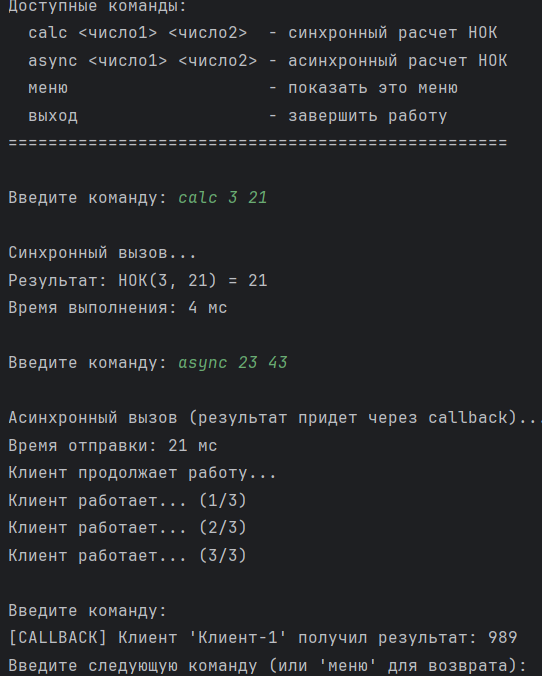 Доступные команды:
calc <число1> <число2>  - синхронный расчет НОК
async <число1> <число2> - асинхронный расчет НОК
меню                    - показать это меню
выход                   - завершить работу
==================================================
Введите команду: calc 3 21
Синхронный вызов...
Результат: НОК(3, 21) = 21
Время выполнения: 4 мс
Введите команду: async 23 43
Асинхронный вызов (результат придет через callback)...
Время отправки: 21 мс
Клиент продолжает работу...
Клиент работает... (1/3)
Клиент работает... (2/3)
Клиент работает... (3/3)
Введите команду:
[CALLBACK] Клиент 'Клиент-1' получил результат: 989
Введите следующую команду (или 'меню' для возврата):